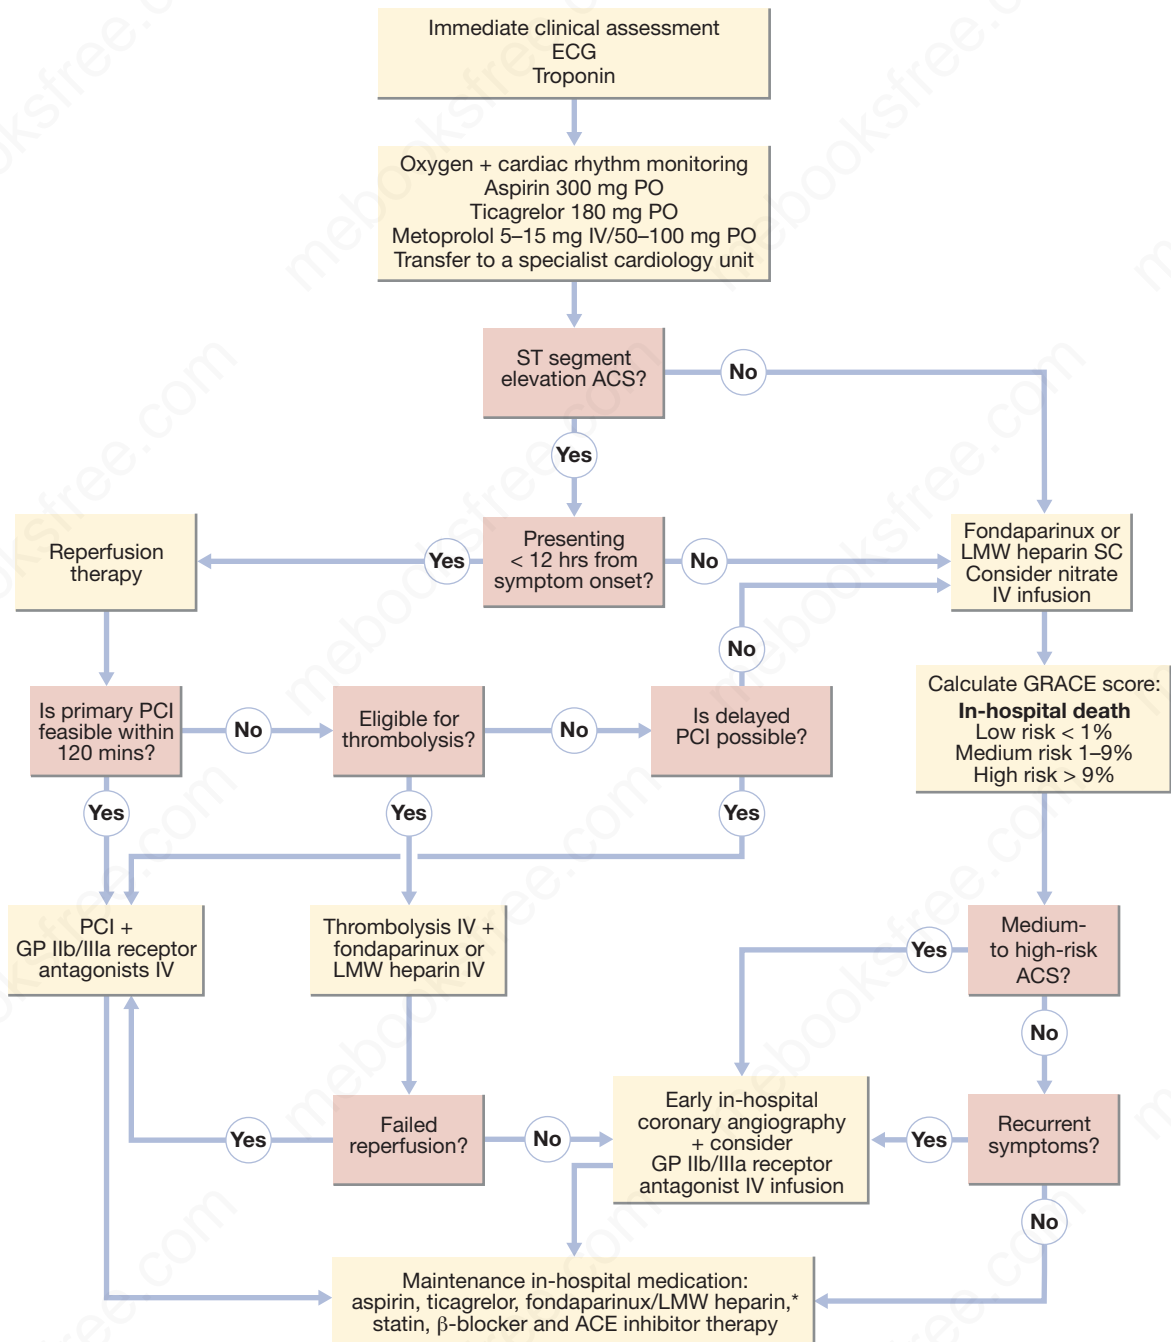 Immediate clinical assessment
ECG
Troponin
Oxygen + cardiac rhythm monitoring
Aspirin 300 mg PO
Ticagrelor 180 mg PO
Metoprolol 5–15 mg IV/50–100 mg PO
Transfer to a specialist cardiology unit
ST segment
elevation ACS?
No
Yes
Reperfusion
therapy
Yes
Presenting
< 12 hrs from
symptom onset?
No
Fondaparinux or
LMW heparin SC
Consider nitrate
IV infusion
No
Is primary PCI
feasible within
120 mins?
No
Eligible for
thrombolysis?
No
Is delayed
PCI possible?
Calculate GRACE score:
In-hospital death
Low risk < 1%
Medium risk 1–9%
High risk > 9%
Yes
Yes
Yes
PCI +
GP IIb/IIIa receptor
antagonists IV
Thrombolysis IV +
fondaparinux or
LMW heparin IV
Yes
Medium-
to high-risk
ACS?
No
Yes
Failed
reperfusion?
No
Early in-hospital
coronary angiography
+ consider
GP IIb/IIIa receptor
antagonist IV infusion
Yes
Recurrent
symptoms?
No
Maintenance in-hospital medication:
aspirin, ticagrelor, fondaparinux/LMW heparin,*
statin, β-blocker and ACE inhibitor therapy
mebooksfree.com